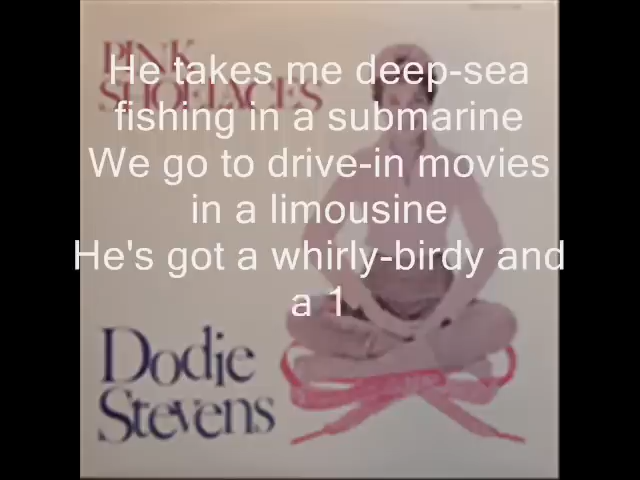 PINK
SHOELACES
He takes me deep-sea
fishing in a submarine
We go to drive-in movies
in a limousine
He's got a whirly-birdy and
a 1
Dodie
Stevens